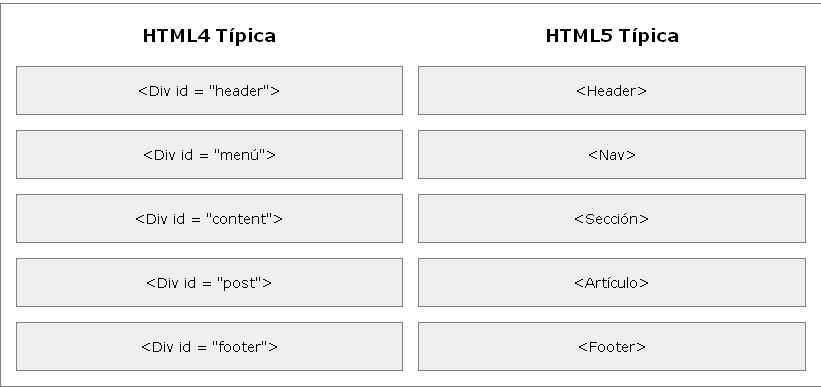 HTML4 Típica HTML5 Típica
<Div id = "header"> <Header>
<Div id = "menú"> <Nav>
<Div id = "content"> <Sección>
<Div id = "post"> <Artículo>
<Div id = "footer"> <Footer>